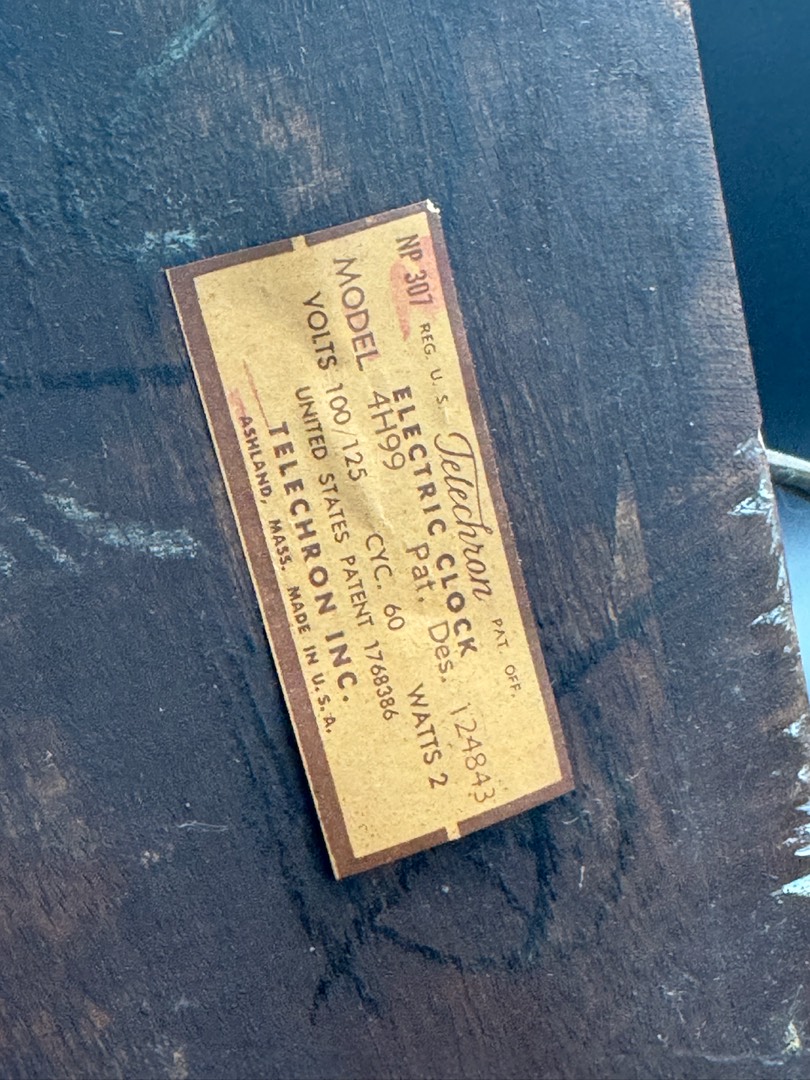 NP 307 REG. U. S. Telechron PAT. OFF.
ELECTRIC CLOCK
MODEL 4H99 Pat. Des. 124843
VOLTS 100/125 CYC. 60 WATTS 2
UNITED STATES PATENT 1768386
TELECHRON INC.
ASHLAND, MASS. MADE IN U.S.A.